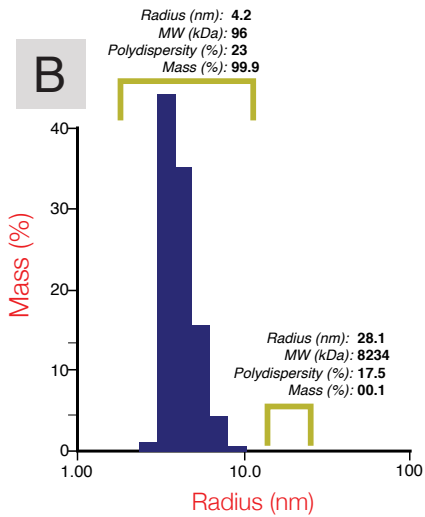 B
Radius (nm): 4.2
MW (kDa): 96
Polydispersity (%): 23
Mass (%): 99.9
Mass (%)
40
30
20
10
0
Radius (nm): 28.1
MW (kDa): 8234
Polydispersity (%): 17.5
Mass (%): 00.1
1.00 10.0 100
Radius (nm)